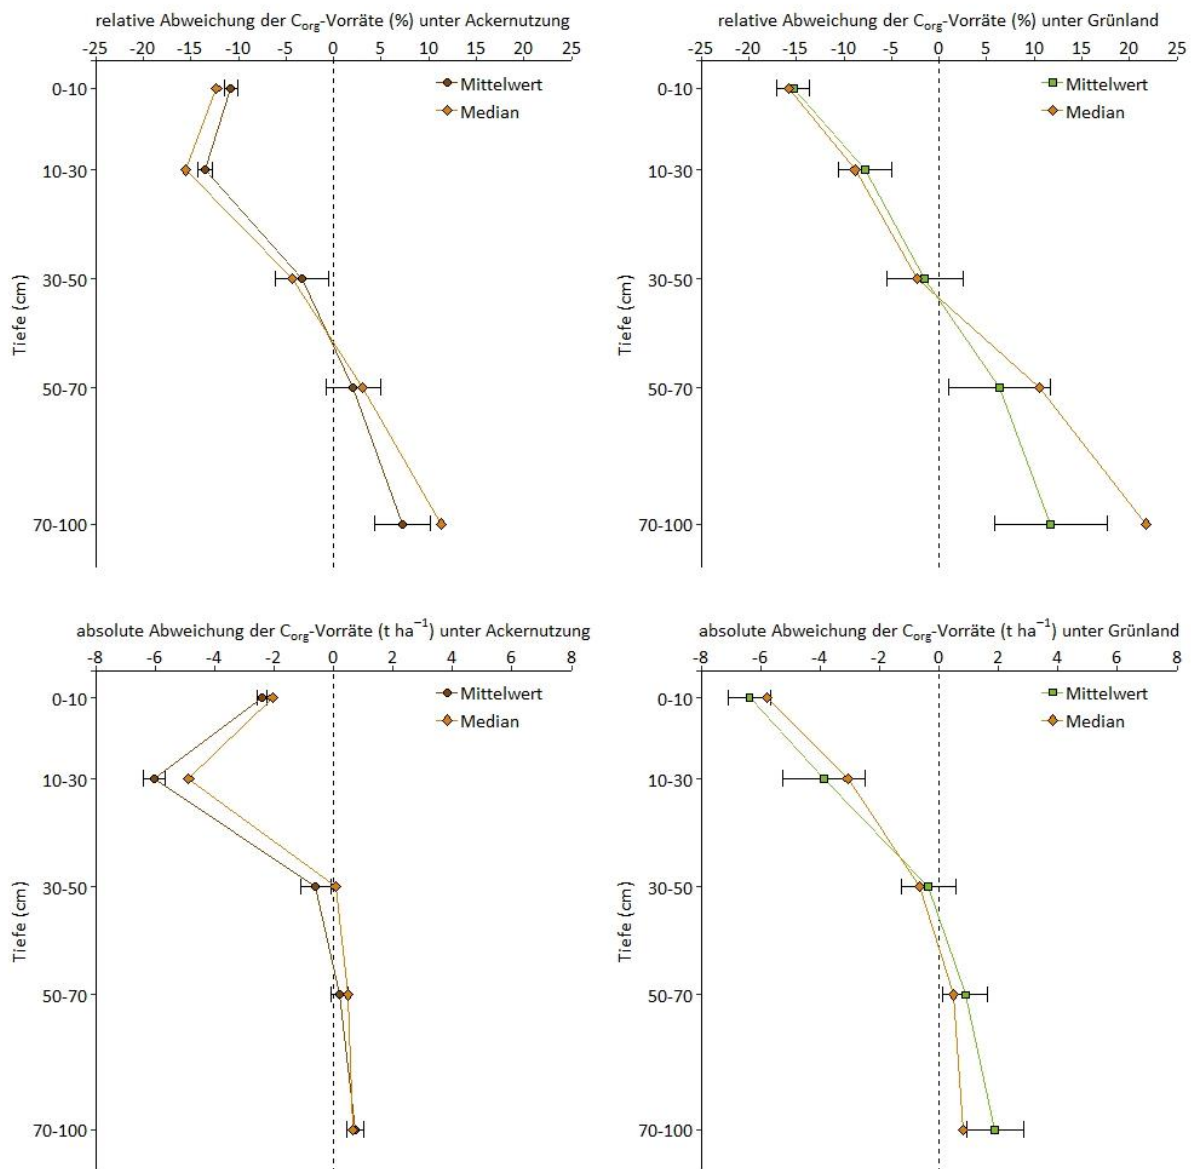 relative Abweichung der Corg-Vorräte (%) unter Ackernutzung
-25 -20 -15 -10 -5 0 5 10 15 20 25
Mittelwert
Median
0-10
10-30
30-50
50-70
70-100
Tiefe (cm)
relative Abweichung der Corg-Vorräte (%) unter Grünland
-25 -20 -15 -10 -5 0 5 10 15 20 25
Mittelwert
Median
0-10
10-30
30-50
50-70
70-100
Tiefe (cm)
absolute Abweichung der Corg-Vorräte (t ha⁻¹) unter Ackernutzung
-8 -6 -4 -2 0 2 4 6 8
Mittelwert
Median
0-10
10-30
30-50
50-70
70-100
Tiefe (cm)
absolute Abweichung der Corg-Vorräte (t ha⁻¹) unter Grünland
-8 -6 -4 -2 0 2 4 6 8
Mittelwert
Median
0-10
10-30
30-50
50-70
70-100
Tiefe (cm)